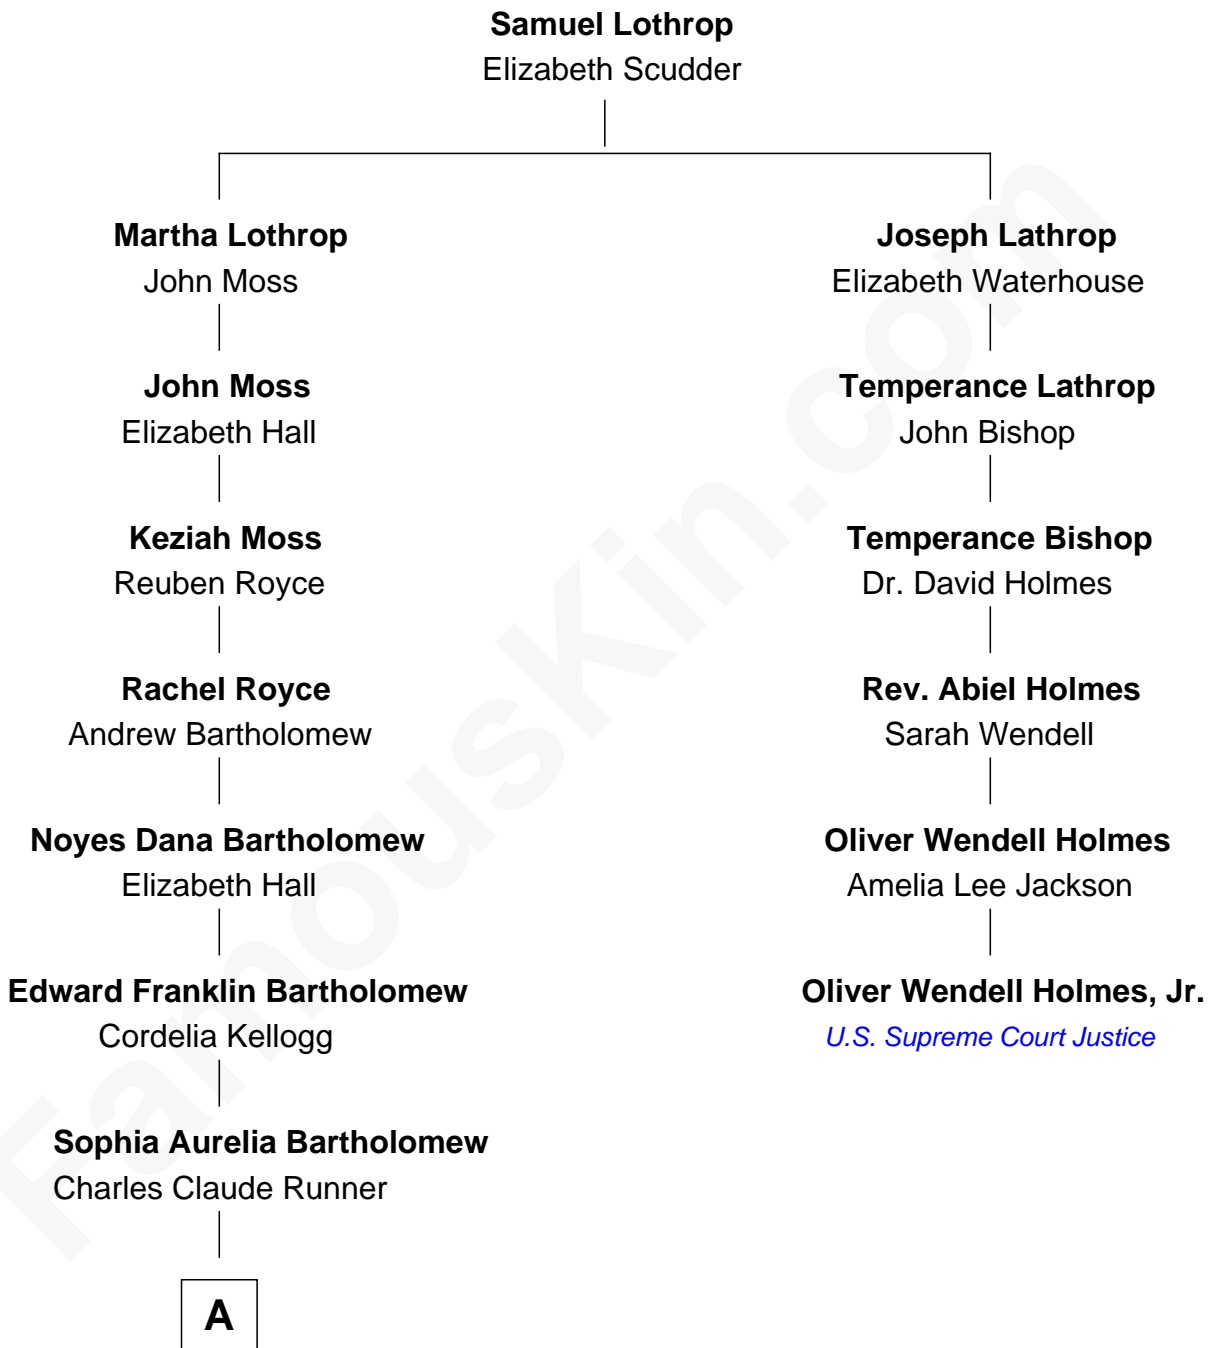 Samuel Lothrop
Elizabeth Scudder
Martha Lothrop
John Moss
Joseph Lathrop
Elizabeth Waterhouse
John Moss
Elizabeth Hall
Temperance Lathrop
John Bishop
Keziah Moss
Reuben Royce
Temperance Bishop
Dr. David Holmes
Rachel Royce
Andrew Bartholomew
Rev. Abiel Holmes
Sarah Wendell
Noyes Dana Bartholomew
Elizabeth Hall
Oliver Wendell Holmes
Amelia Lee Jackson
Edward Franklin Bartholomew
Cordelia Kellogg
Oliver Wendell Holmes, Jr.
U.S. Supreme Court Justice
Sophia Aurelia Bartholomew
Charles Claude Runner
A
FamousKin.com